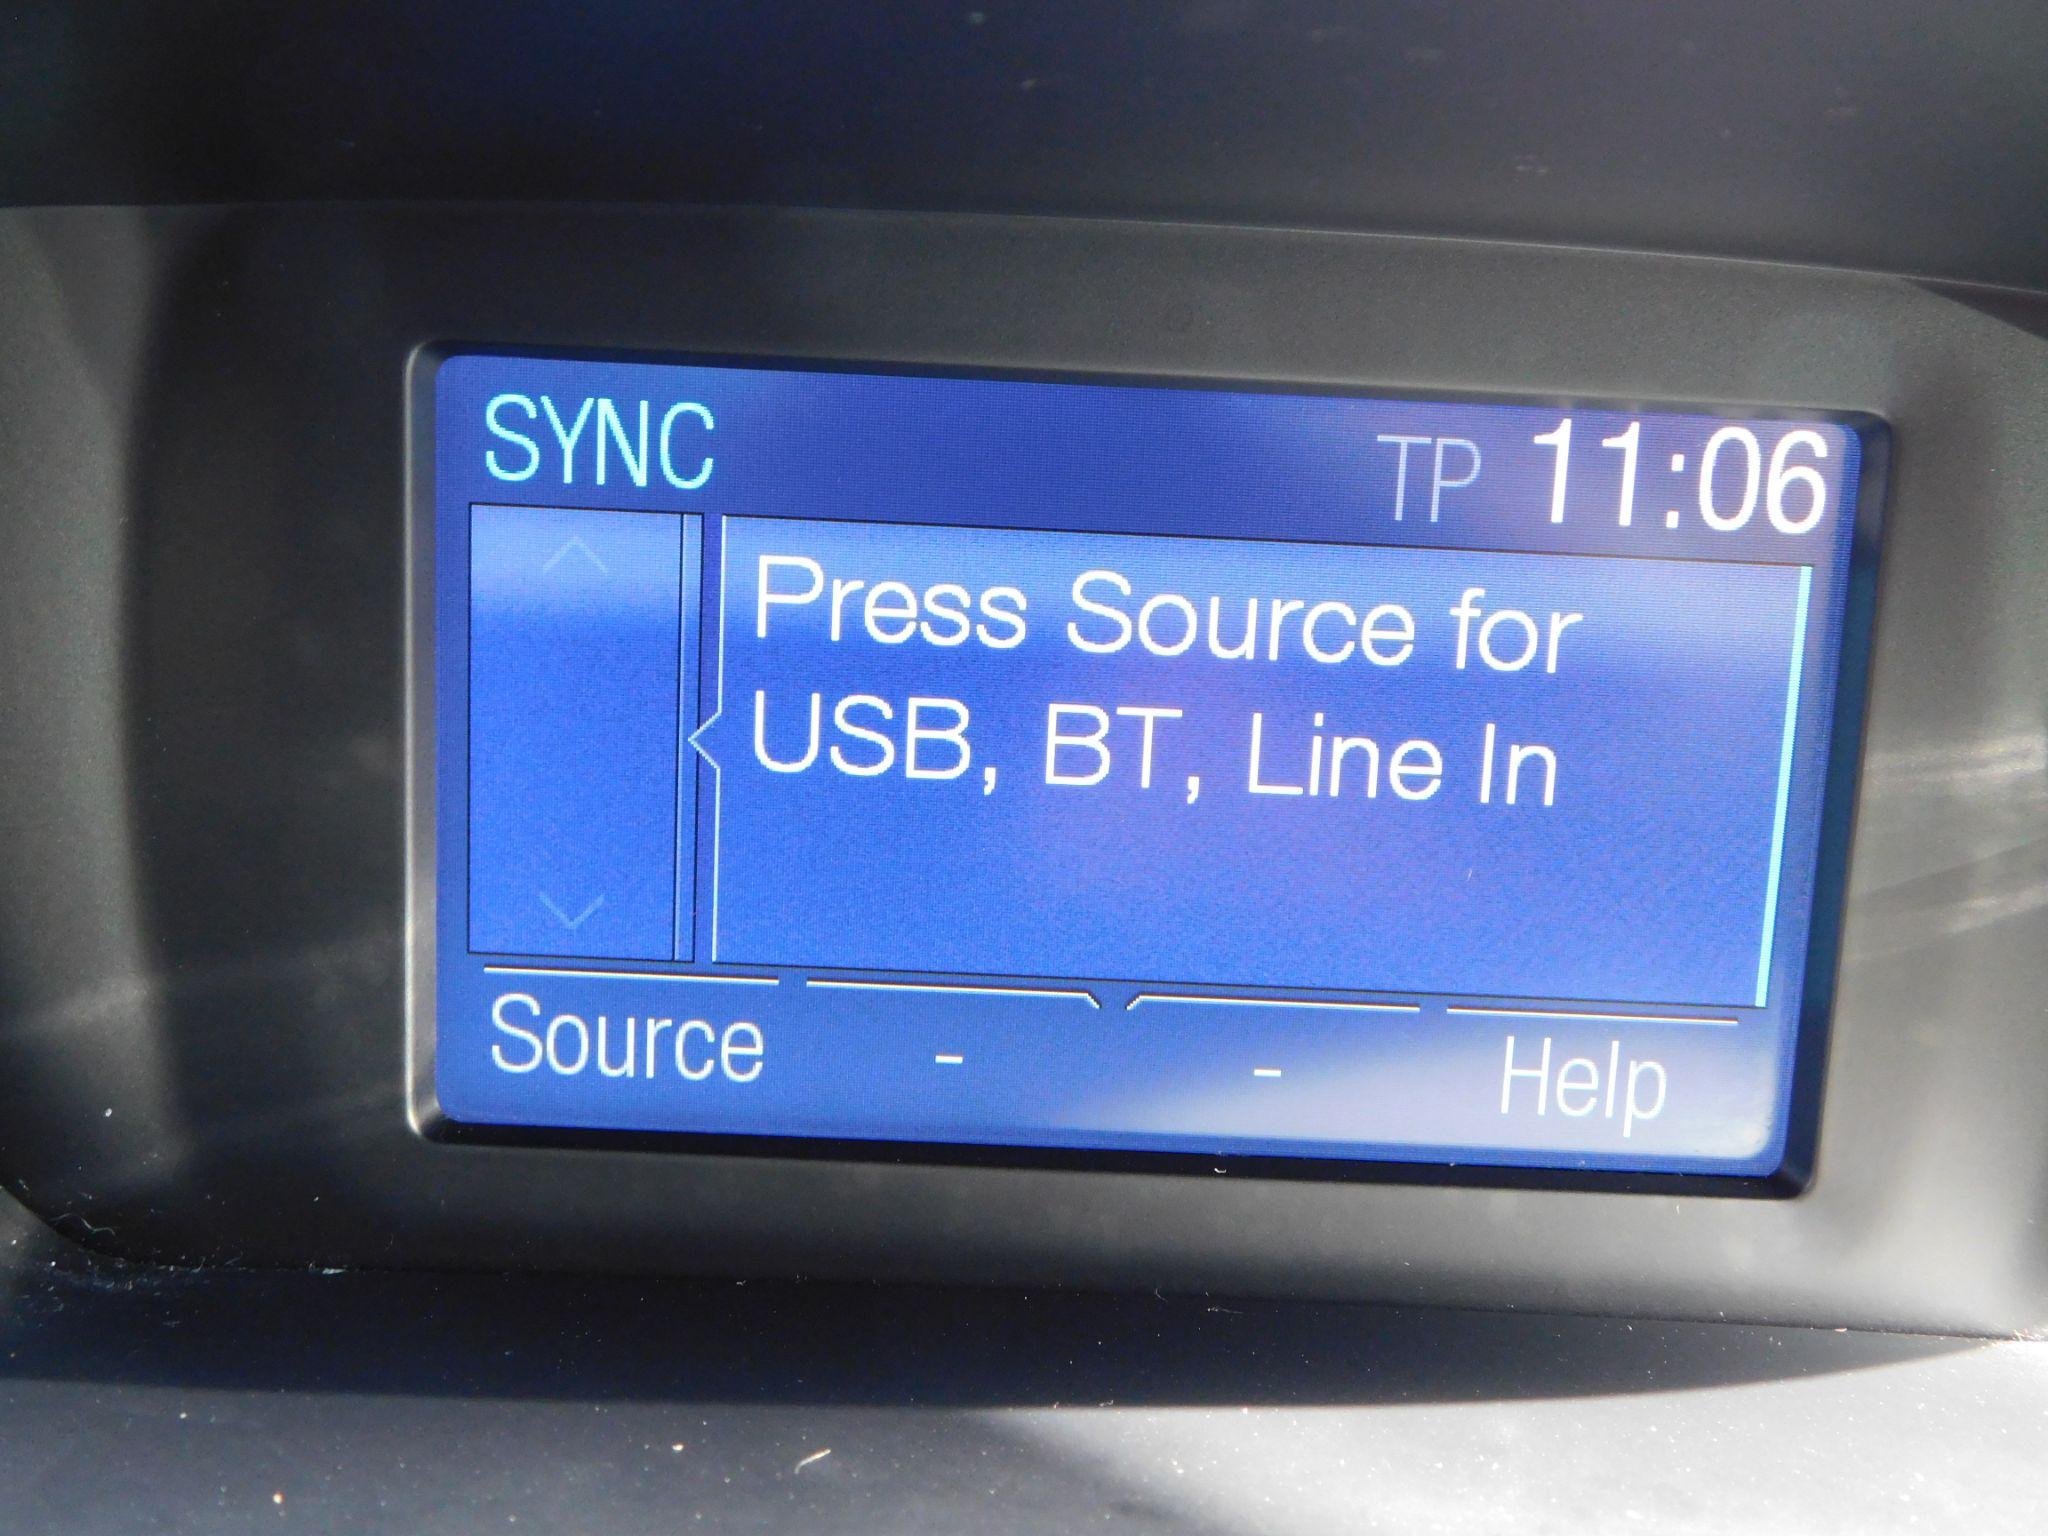 SYNC
TP 11:06
Press Source for
USB, BT, Line In
Source - - Help